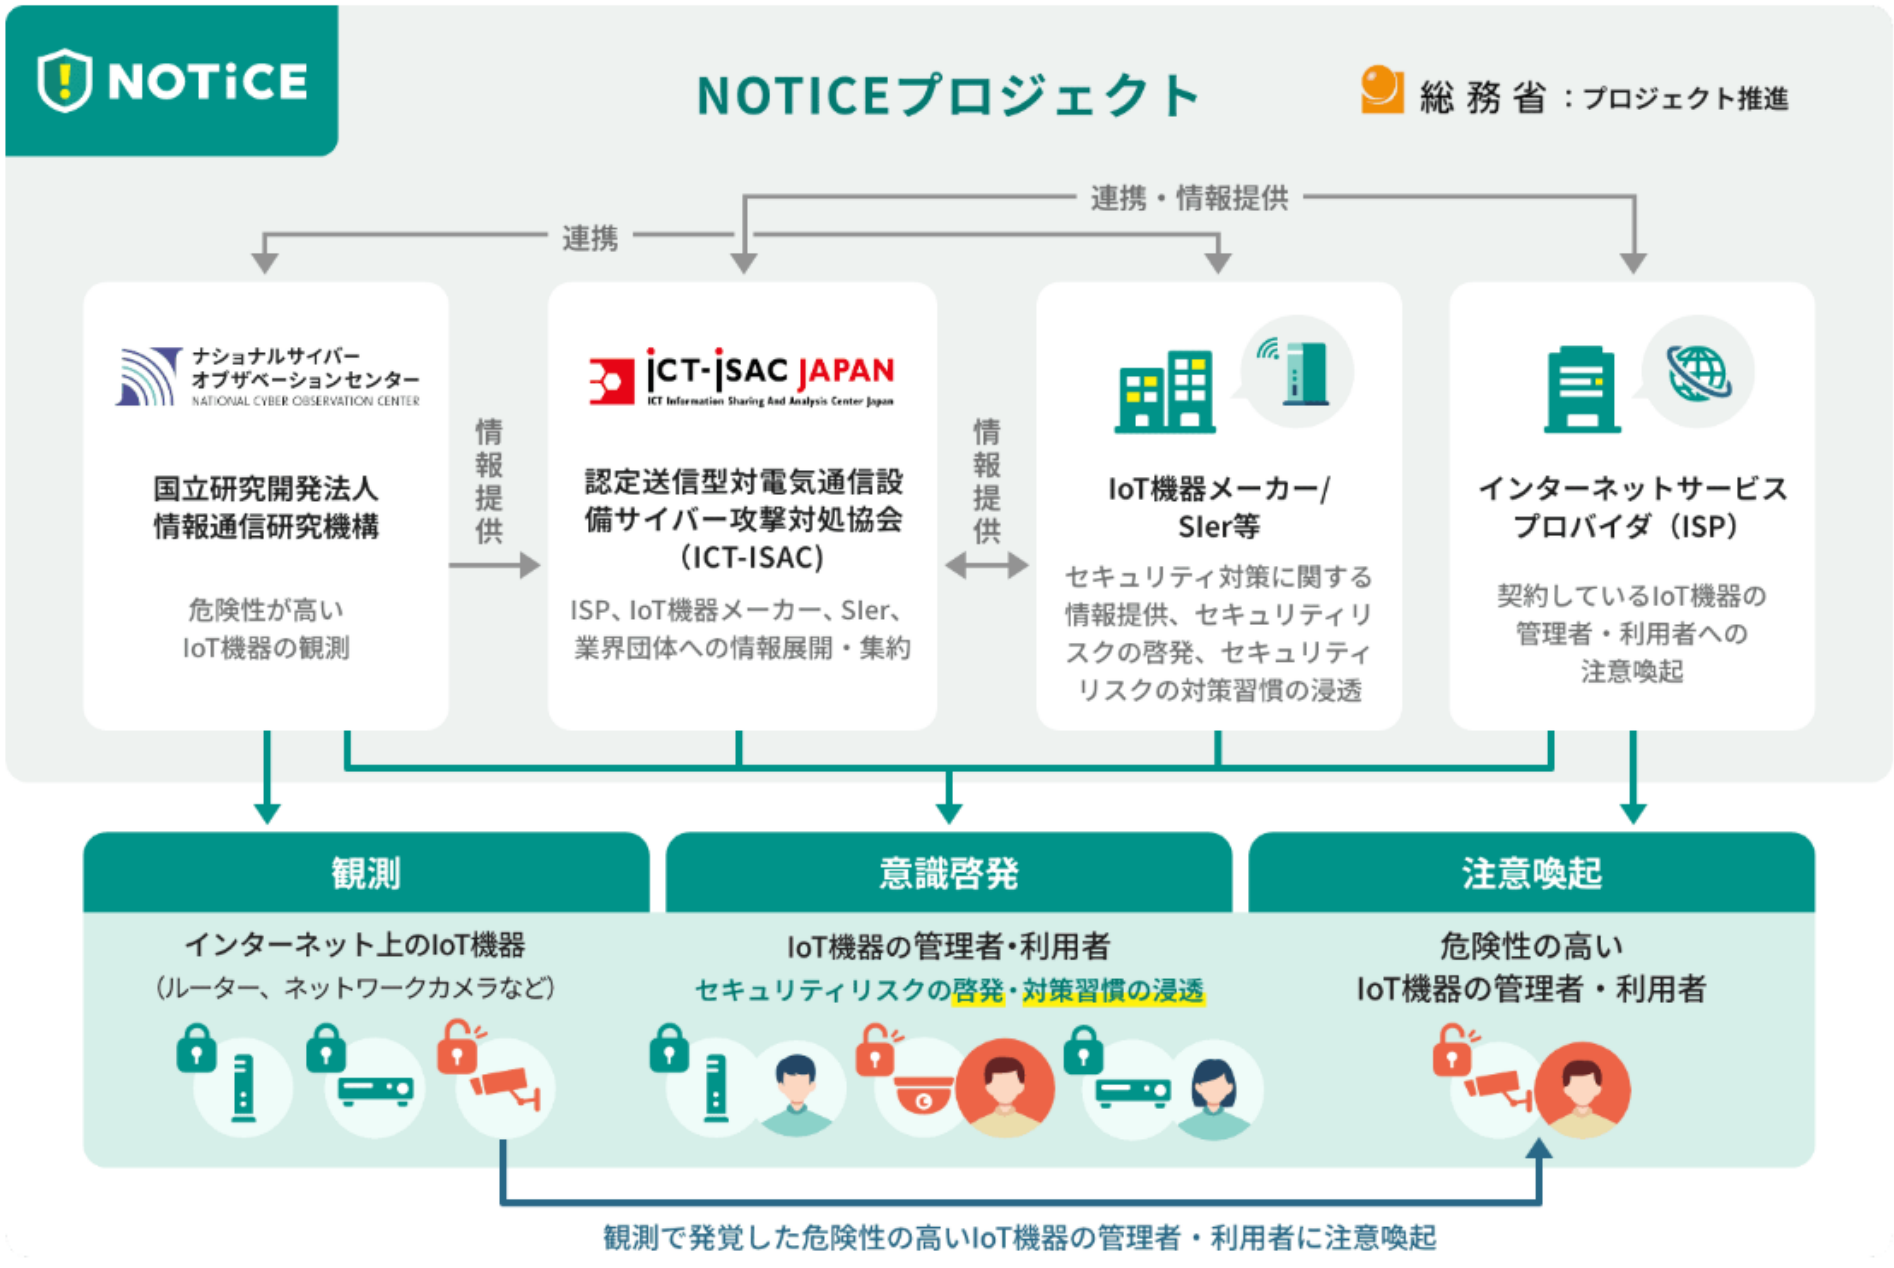 NOTiCE
NOTICEプロジェクト
総務省：プロジェクト推進
連携・情報提供
連携
ナショナルサイバー
オブザベーションセンター
NATIONAL CYBER OBSERVATION CENTER
国立研究開発法人
情報通信研究機構
危険性が高い
IoT機器の観測
情報提供
ICT-ISAC JAPAN
ICT Information Sharing And Analysis Center Japan
認定送信型対電気通信設
備サイバー攻撃対処協会
（ICT-ISAC)
ISP、IoT機器メーカー、SIer、
業界団体への情報展開・集約
情報提供
IoT機器メーカー/
SIer等
セキュリティ対策に関する
情報提供、セキュリティリ
スクの啓発、セキュリティ
リスクの対策習慣の浸透
インターネットサービス
プロバイダ（ISP）
契約しているIoT機器の
管理者・利用者への
注意喚起
観測
インターネット上のIoT機器
（ルーター、ネットワークカメラなど）
意識啓発
IoT機器の管理者・利用者
セキュリティリスクの啓発・対策習慣の浸透
注意喚起
危険性の高い
IoT機器の管理者・利用者
観測で発覚した危険性の高いIoT機器の管理者・利用者に注意喚起